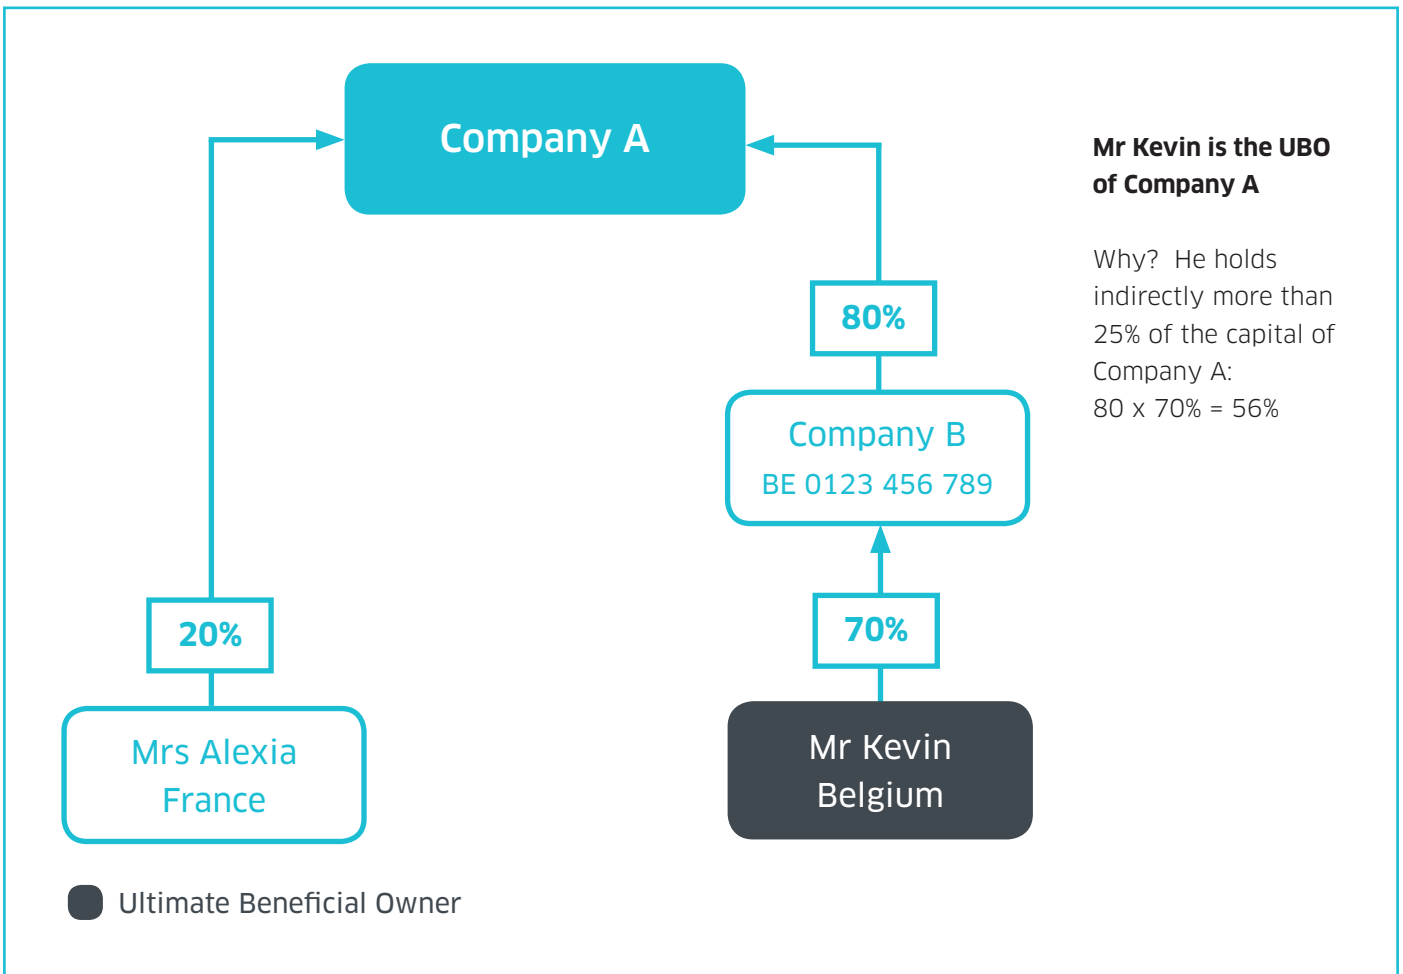 Company A
Mr Kevin is the UBO
of Company A
Why?  He holds
indirectly more than
25% of the capital of
Company A:
80 x 70% = 56%
80%
Company B
BE 0123 456 789
20%
70%
Mrs Alexia
France
Mr Kevin
Belgium
Ultimate Beneficial Owner